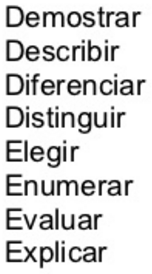 Demostrar
Describir
Diferenciar
Distinguir
Elegir
Enumerar
Evaluar
Explicar